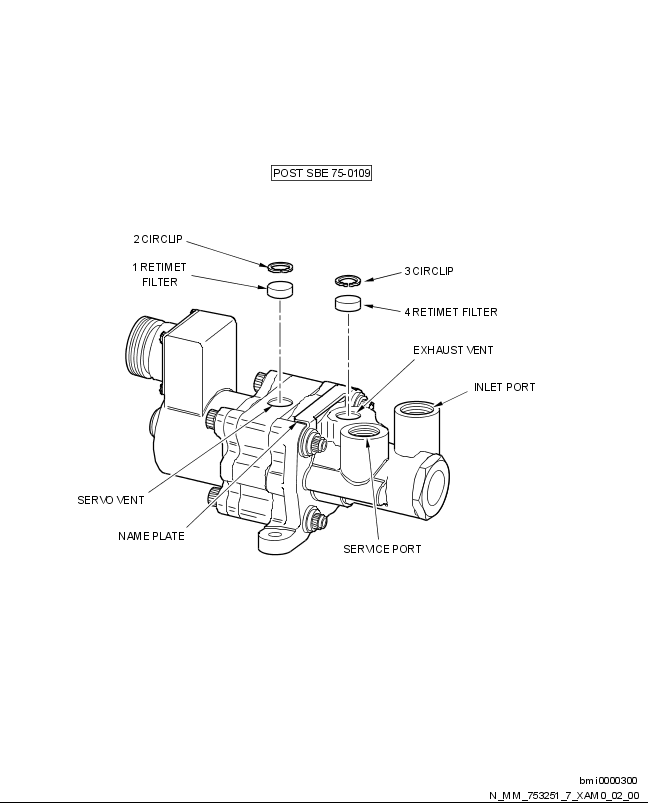 POST SBE 75-0109
2 CIRCLIP
1 RETIMET
FILTER
3 CIRCLIP
4 RETIMET FILTER
EXHAUST VENT
INLET PORT
SERVO VENT
NAME PLATE
SERVICE PORT
bmi0000300
N_MM_753251_7_XAM0_02_00